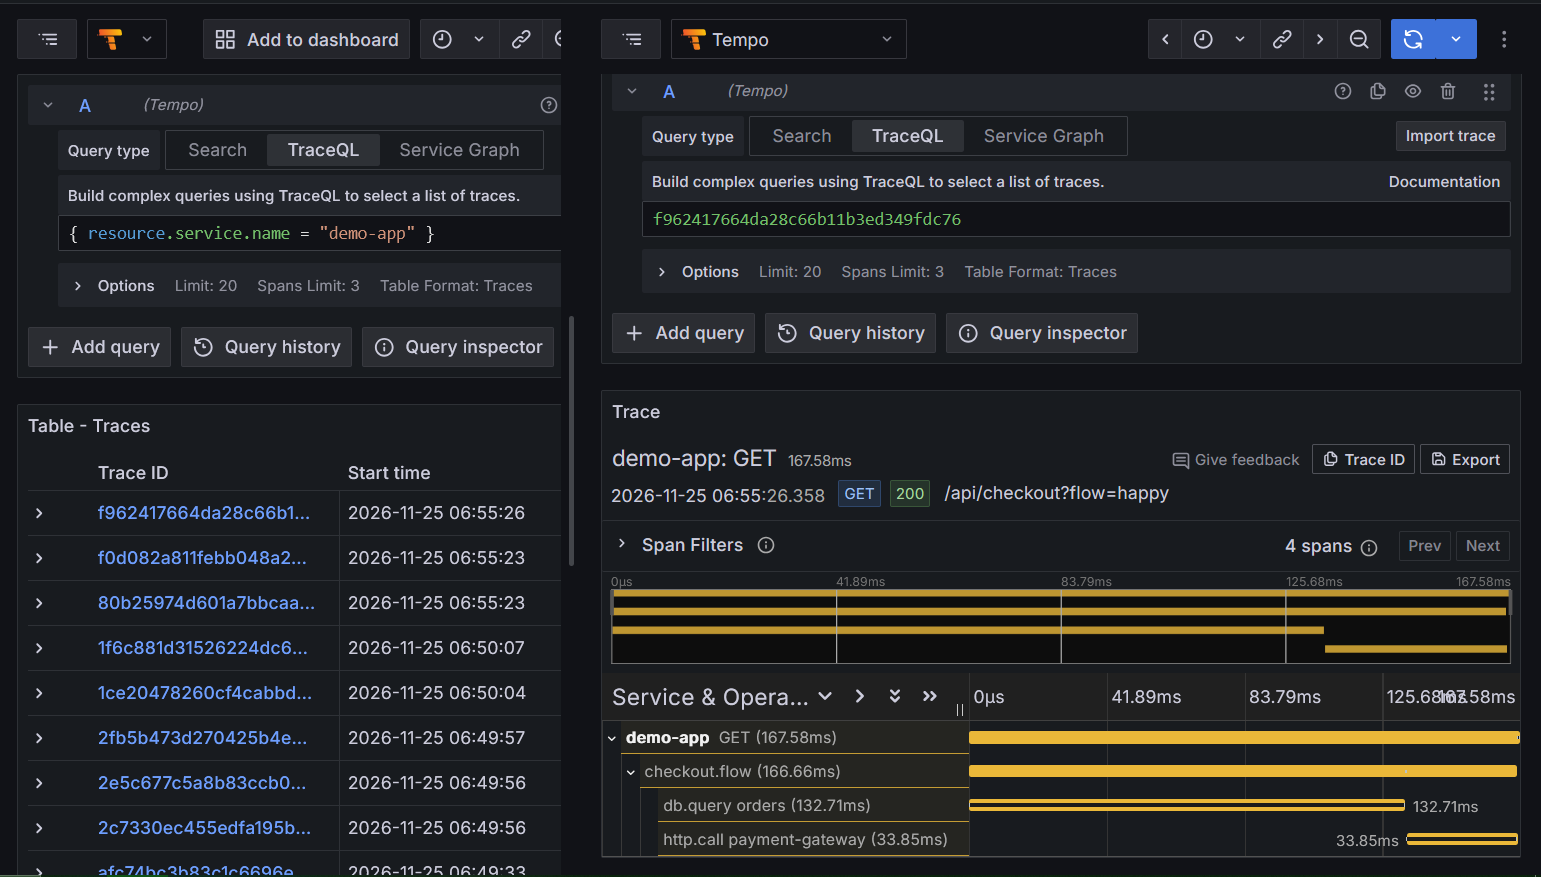 Add to dashboard
A
(Tempo)
Query type
Search
TraceQL
Service Graph
Build complex queries using TraceQL to select a list of traces.
{ resource.service.name = "demo-app" }
Options
Limit: 20
Spans Limit: 3
Table Format: Traces
Add query
Query history
Query inspector
Table - Traces
Trace ID
Start time
f962417664da28c66b1...
2026-11-25 06:55:26
f0d082a811febb048a2...
2026-11-25 06:55:23
80b25974d601a7bbcaa...
2026-11-25 06:55:23
1f6c881d31526224dc6...
2026-11-25 06:50:07
1ce20478260cf4cabbd...
2026-11-25 06:50:04
2fb5b473d270425b4e...
2026-11-25 06:49:57
2e5c677c5a8b83ccb0...
2026-11-25 06:49:56
2c7330ec455edfa195b...
2026-11-25 06:49:56
afc74bc3b83c1c6696e
2026-11-25 06:49:33
Tempo
A
(Tempo)
Query type
Search
TraceQL
Service Graph
Import trace
Build complex queries using TraceQL to select a list of traces.
Documentation
f962417664da28c66b11b3ed349fdc76
Options
Limit: 20
Spans Limit: 3
Table Format: Traces
Add query
Query history
Query inspector
Trace
demo-app: GET 167.58ms
Give feedback
Trace ID
Export
2026-11-25 06:55:26.358
GET
200
/api/checkout?flow=happy
Span Filters
4 spans
Prev
Next
0μs
41.89ms
83.79ms
125.68ms
167.58ms
Service & Opera...
0μs
41.89ms
83.79ms
125.68ms
167.58ms
demo-app GET (167.58ms)
checkout.flow (166.66ms)
db.query orders (132.71ms)
132.71ms
http.call payment-gateway (33.85ms)
33.85ms